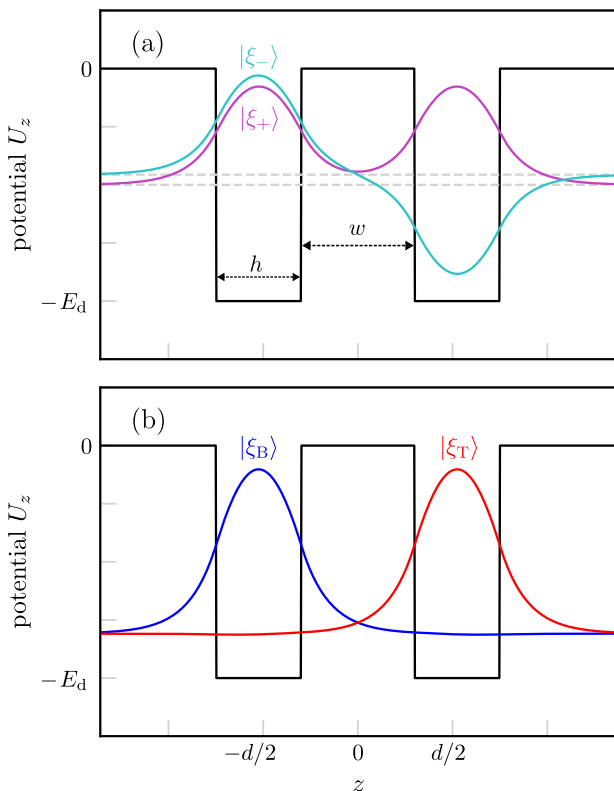 (a)
|ξ₋⟩
|ξ₊⟩
0
potential U_z
w
h
−E_d
(b)
|ξ_B⟩
|ξ_T⟩
0
potential U_z
−E_d
−d/2
0
d/2
z